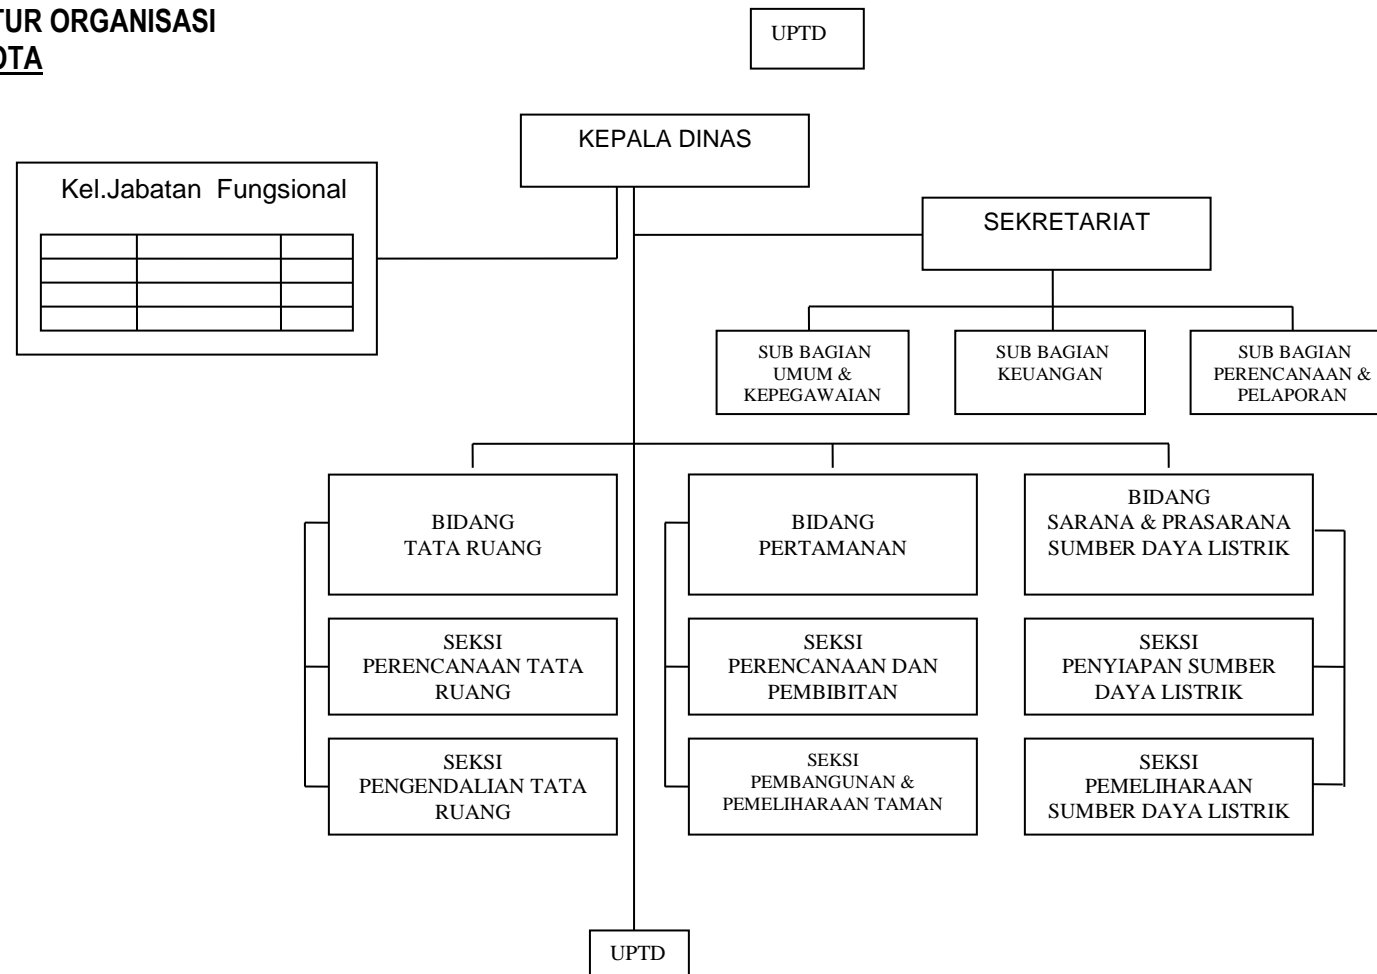 TUR ORGANISASI
OTA
UPTD
KEPALA DINAS
Kel.Jabatan Fungsional
SEKRETARIAT
SUB BAGIAN
UMUM &
KEPEGAWAIAN
SUB BAGIAN
KEUANGAN
SUB BAGIAN
PERENCANAAN &
PELAPORAN
BIDANG
TATA RUANG
BIDANG
PERTAMANAN
BIDANG
SARANA & PRASARANA
SUMBER DAYA LISTRIK
SEKSI
PERENCANAAN TATA
RUANG
SEKSI
PERENCANAAN DAN
PEMBIBITAN
SEKSI
PENYIAPAN SUMBER
DAYA LISTRIK
SEKSI
PENGENDALIAN TATA
RUANG
SEKSI
PEMBANGUNAN &
PEMELIHARAAN TAMAN
SEKSI
PEMELIHARAAN
SUMBER DAYA LISTRIK
UPTD